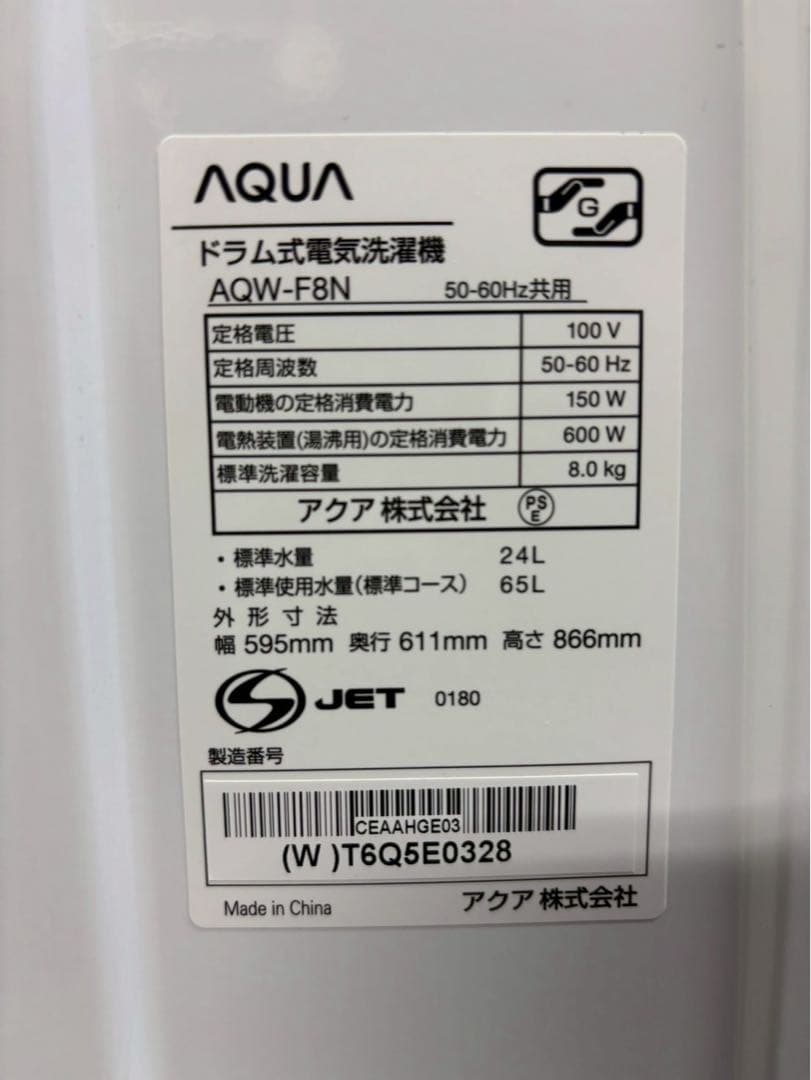 AQUA
G
ドラム式電気洗濯機
AQW-F8N 50-60Hz共用
定格電圧 100 V
定格周波数 50-60 Hz
電動機の定格消費電力 150 W
電熱装置(湯沸用)の定格消費電力 600 W
標準洗濯容量 8.0 kg
アクア 株式会社 PSE
・標準水量 24L
・標準使用水量(標準コース) 65L
外形寸法
幅 595mm 奥行 611mm 高さ 866mm
JET 0180
製造番号
CEAAHGE03
(W )T6Q5E0328
Made in China アクア 株式会社